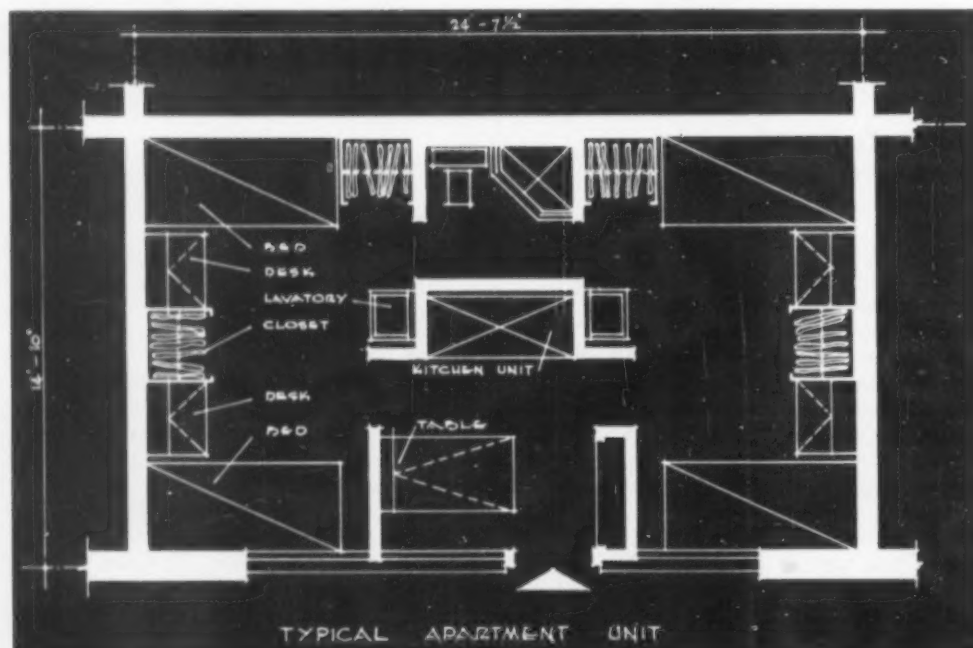 24' - 7½"
14' - 10"
BED
DESK
LAVATORY
CLOSET
KITCHEN UNIT
DESK
BED
TABLE
TYPICAL APARTMENT UNIT